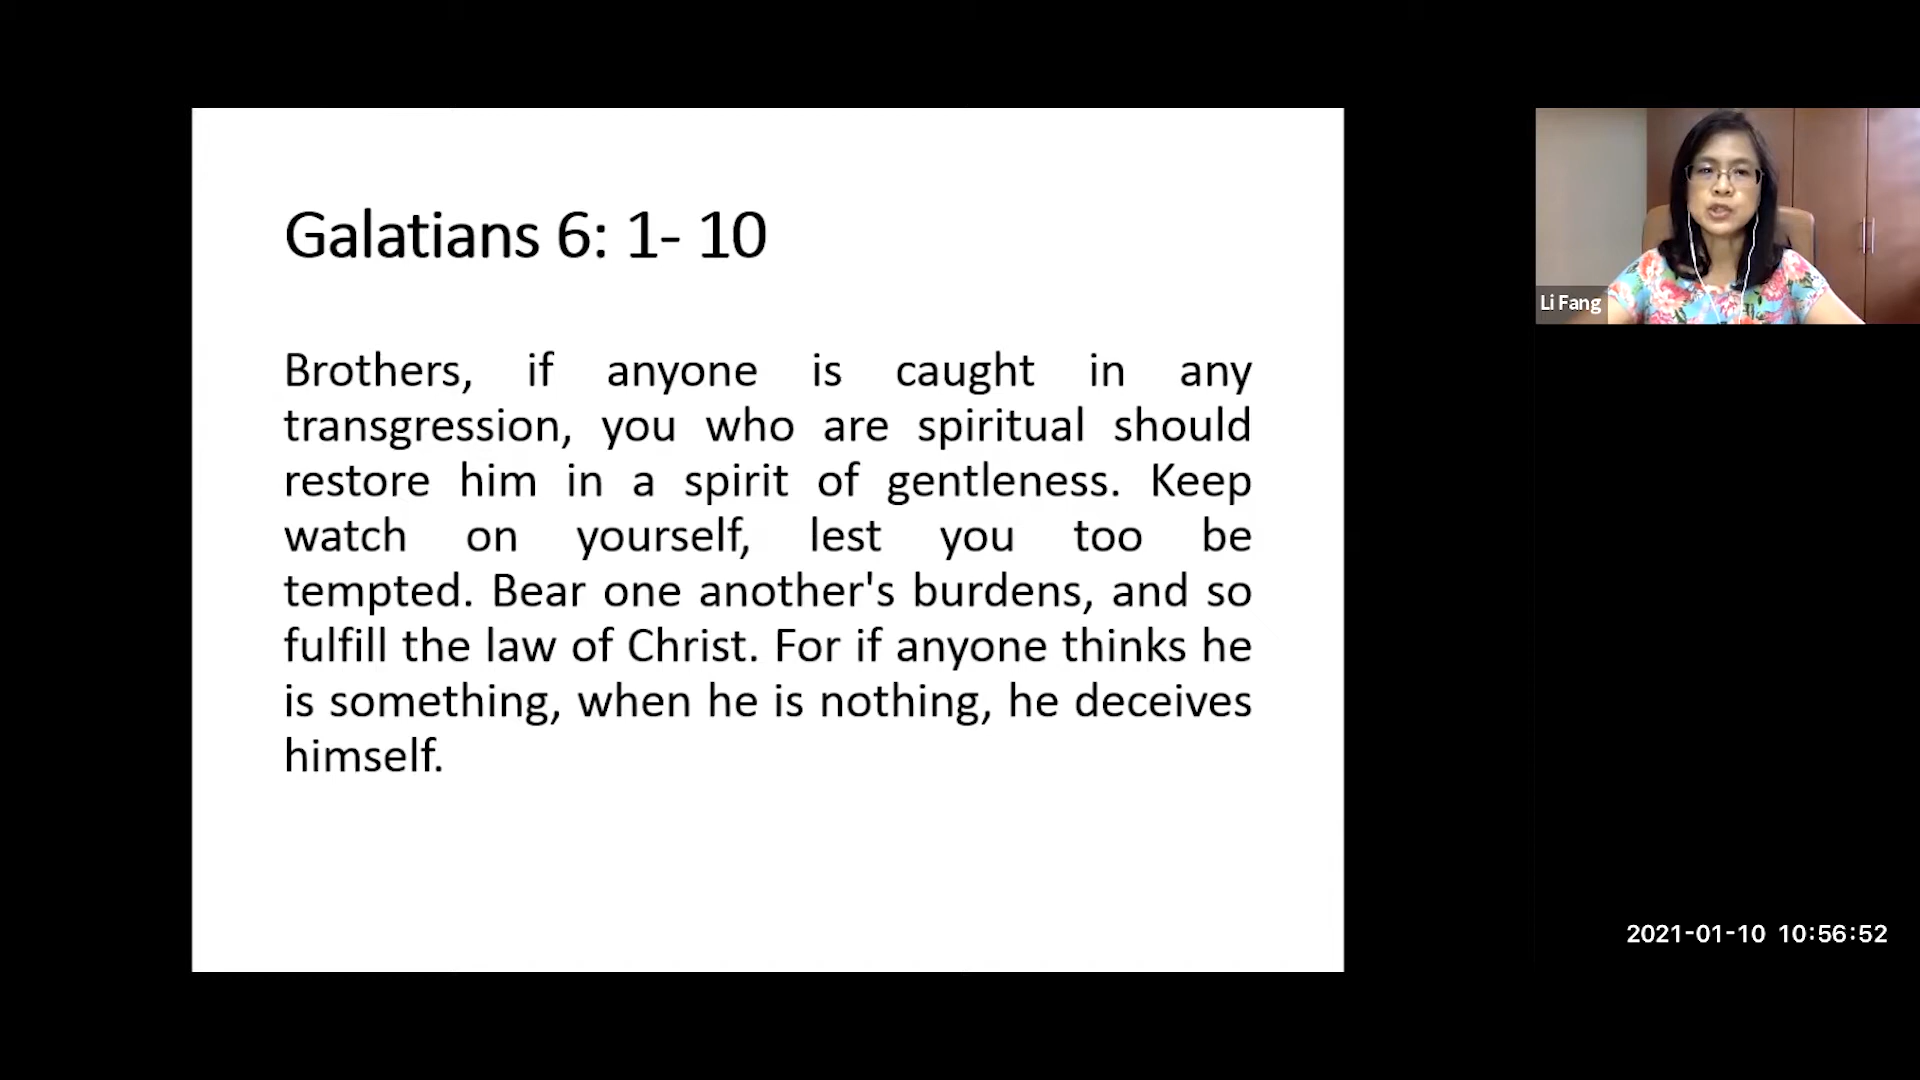 Galatians 6: 1- 10
Brothers, if anyone is caught in any
transgression, you who are spiritual should
restore him in a spirit of gentleness. Keep
watch on yourself, lest you too be
tempted. Bear one another's burdens, and so
fulfill the law of Christ. For if anyone thinks he
is something, when he is nothing, he deceives
himself.
Li Fang
2021-01-10 10:56:52